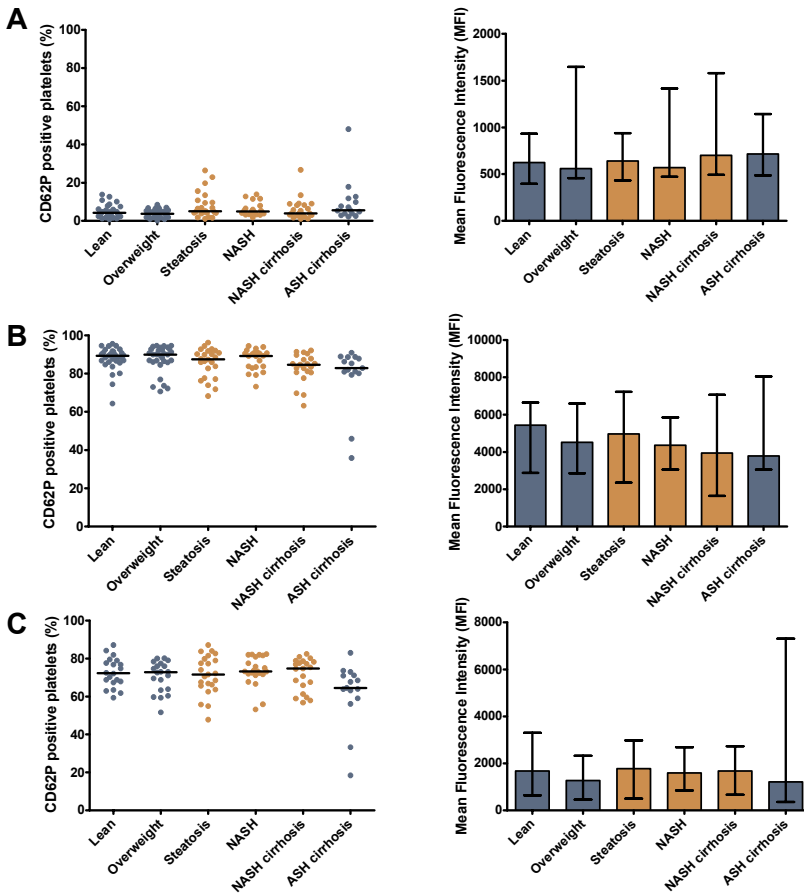 A
CD62P positive platelets (%)
100
80
60
40
20
0
Lean
Overweight
Steatosis
NASH
NASH cirrhosis
ASH cirrhosis
Mean Fluorescence Intensity (MFI)
2000
1500
1000
500
0
Lean
Overweight
Steatosis
NASH
NASH cirrhosis
ASH cirrhosis
B
CD62P positive platelets (%)
100
80
60
40
20
0
Lean
Overweight
Steatosis
NASH
NASH cirrhosis
ASH cirrhosis
Mean Fluorescence Intensity (MFI)
10000
8000
6000
4000
2000
0
Lean
Overweight
Steatosis
NASH
NASH cirrhosis
ASH cirrhosis
C
CD62P positive platelets (%)
100
80
60
40
20
0
Lean
Overweight
Steatosis
NASH
NASH cirrhosis
ASH cirrhosis
Mean Fluorescence Intensity (MFI)
8000
6000
4000
2000
0
Lean
Overweight
Steatosis
NASH
NASH cirrhosis
ASH cirrhosis